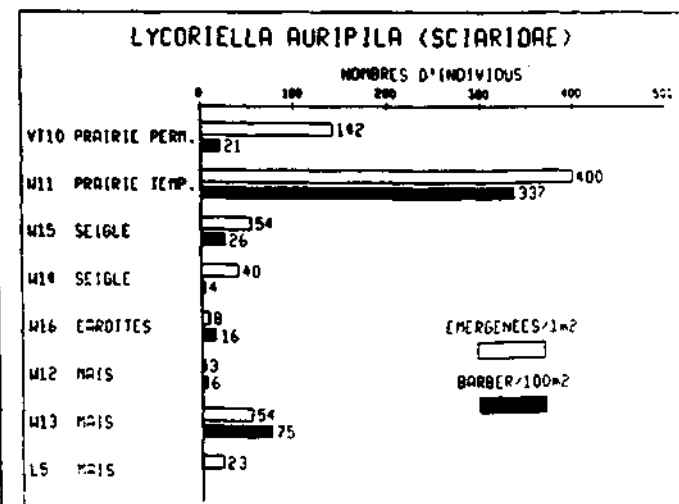 LYCORIELLA AURIPILA (SCIARIDAE)
NOMBRES D'INDIVIDUS
0 100 200 300 400 500
VT10 PRAIRIE PERM. 142
21
W11 PRAIRIE TEMP. 400
337
W15 SEIGLE 54
26
W14 SEIGLE 40
4
W16 CAROTTES 8
16
EMERGENCES/1m2
W12 MAIS 3
6
BARBER/100m2
W13 MAIS 54
75
L5 MAIS 23